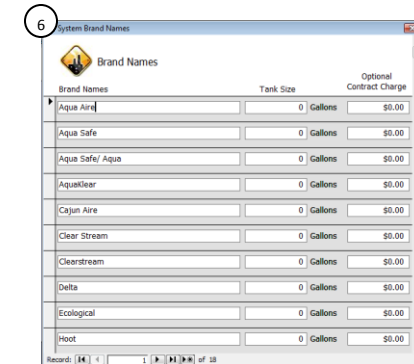 6
System Brand Names
Brand Names
Brand Names Tank Size Optional Contract Charge
Aqua Aire 0 Gallons $0.00
Aqua Safe 0 Gallons $0.00
Aqua Safe/ Aqua 0 Gallons $0.00
AquaKlear 0 Gallons $0.00
Cajun Aire 0 Gallons $0.00
Clear Stream 0 Gallons $0.00
Clearstream 0 Gallons $0.00
Delta 0 Gallons $0.00
Ecological 0 Gallons $0.00
Hoot 0 Gallons $0.00
Record: 1 of 18